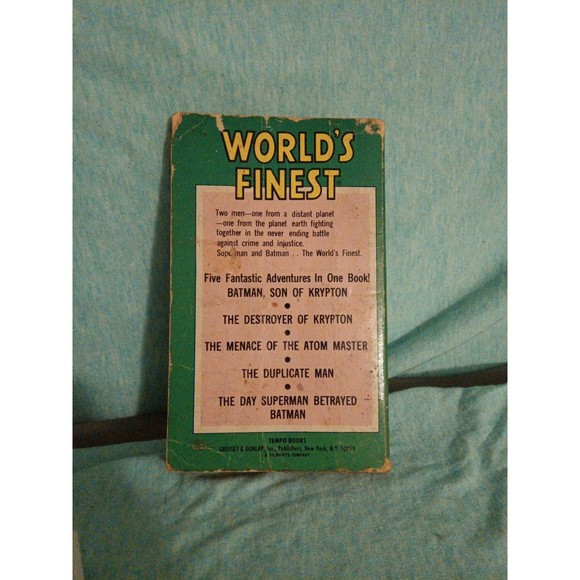 WORLD'S
FINEST
Two men—one from a distant planet
—one from the planet earth fighting
together in the never ending battle
against crime and injustice.
Superman and Batman . . The World's Finest.
Five Fantastic Adventures In One Book!
BATMAN, SON OF KRYPTON
•
THE DESTROYER OF KRYPTON
•
THE MENACE OF THE ATOM MASTER
•
THE DUPLICATE MAN
•
THE DAY SUPERMAN BETRAYED
BATMAN
TEMPO BOOKS
GROSSET & DUNLAP, Inc., Publishers, New York, N.Y.
A FILMWAYS COMPANY